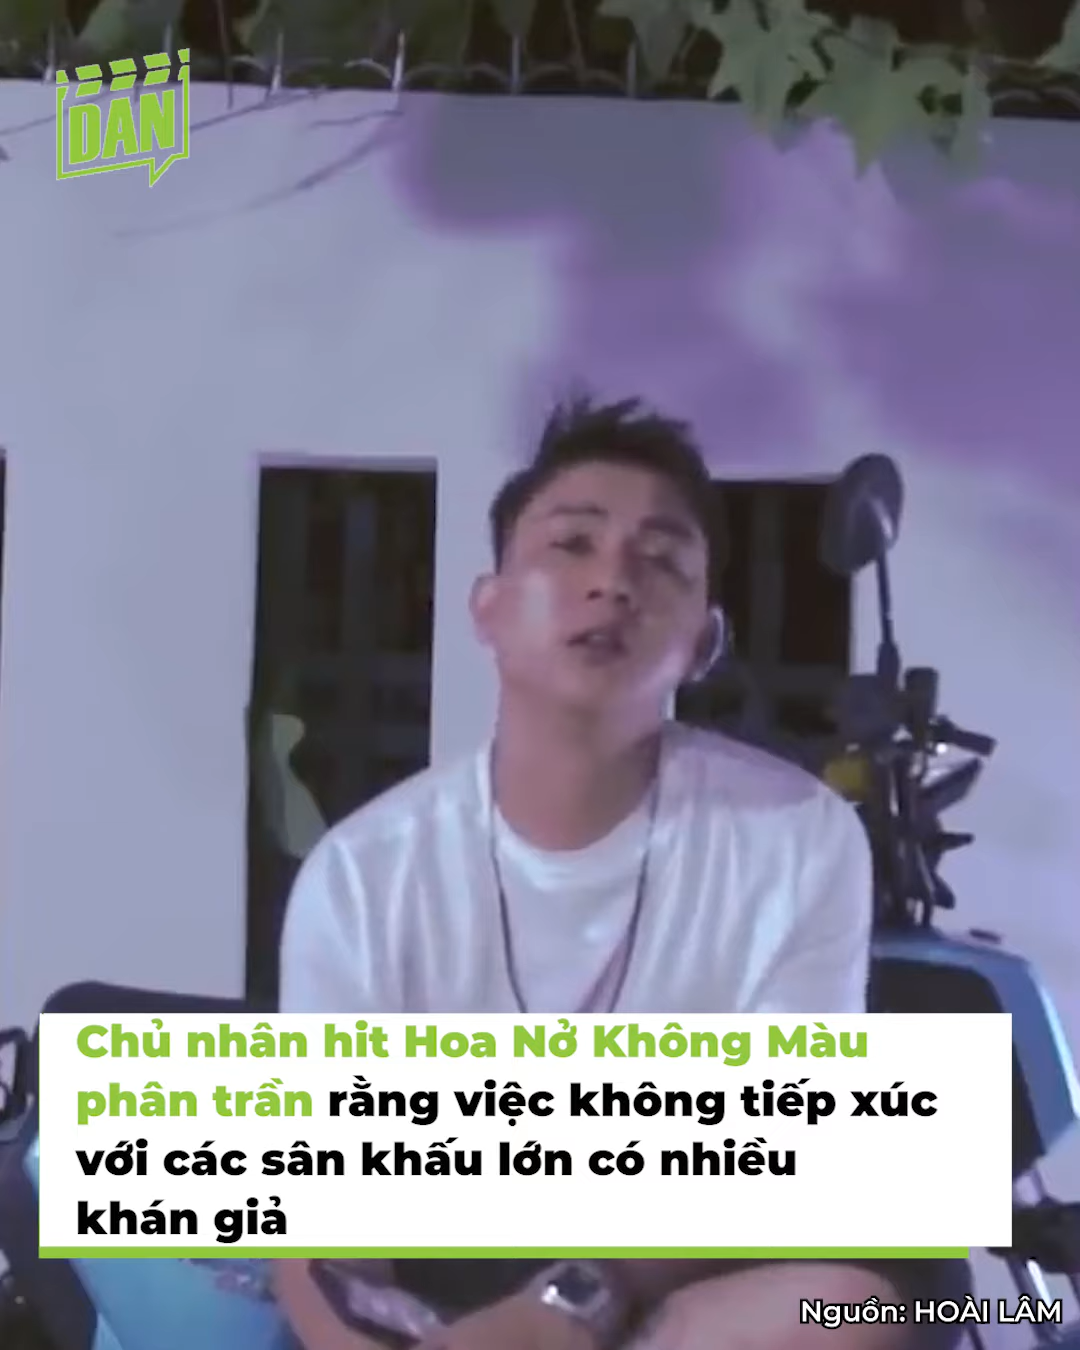 DAN
Chủ nhân hit Hoa Nở Không Màu
phân trần rằng việc không tiếp xúc
với các sân khấu lớn có nhiều
khán giả
Nguồn: HOÀI LÂM